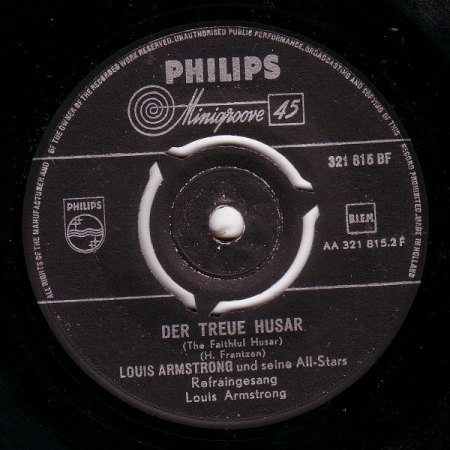 ALL RIGHTS OF THE MANUFACTURER AND OF THE OWNER OF THE RECORDED WORK RESERVED. UNAUTHORISED PUBLIC PERFORMANCE, BROADCASTING AND COPYING OF THIS RECORD PROHIBITED. MADE IN HOLLAND
PHILIPS
Minigroove 45
321 815 BF
PHILIPS
B.I.E.M.
AA 321 815.2 F
DER TREUE HUSAR
(The Faithful Husar)
(H. Frantzen)
LOUIS ARMSTRONG und seine All-Stars
Refraingesang
Louis Armstrong